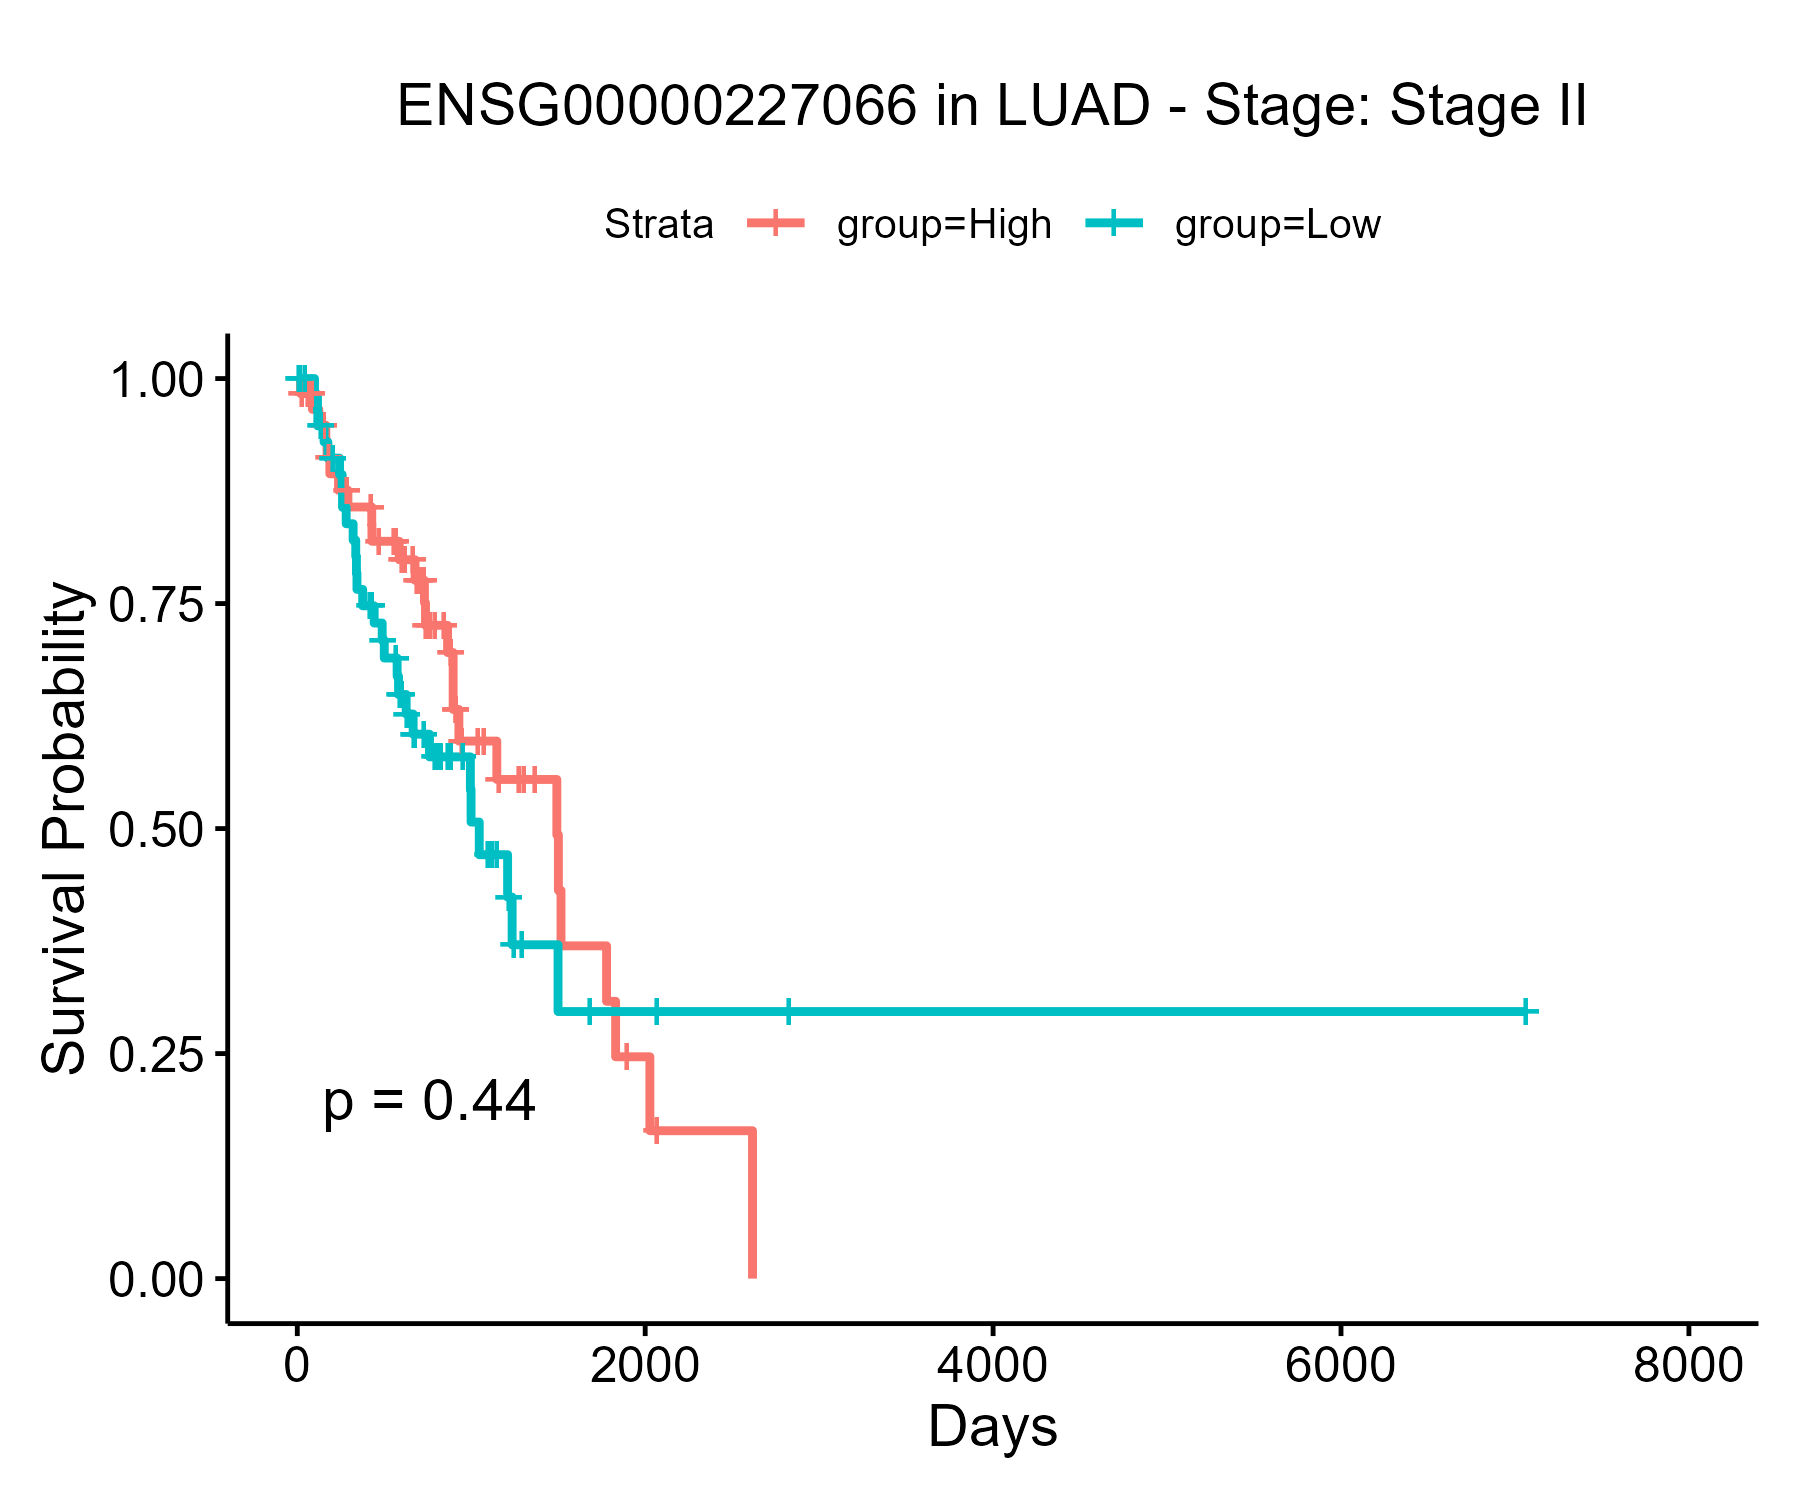 ENSG00000227066 in LUAD - Stage: Stage II
Strata group=High group=Low
Survival Probability
1.00
0.75
0.50
0.25
0.00
p = 0.44
0 2000 4000 6000 8000
Days